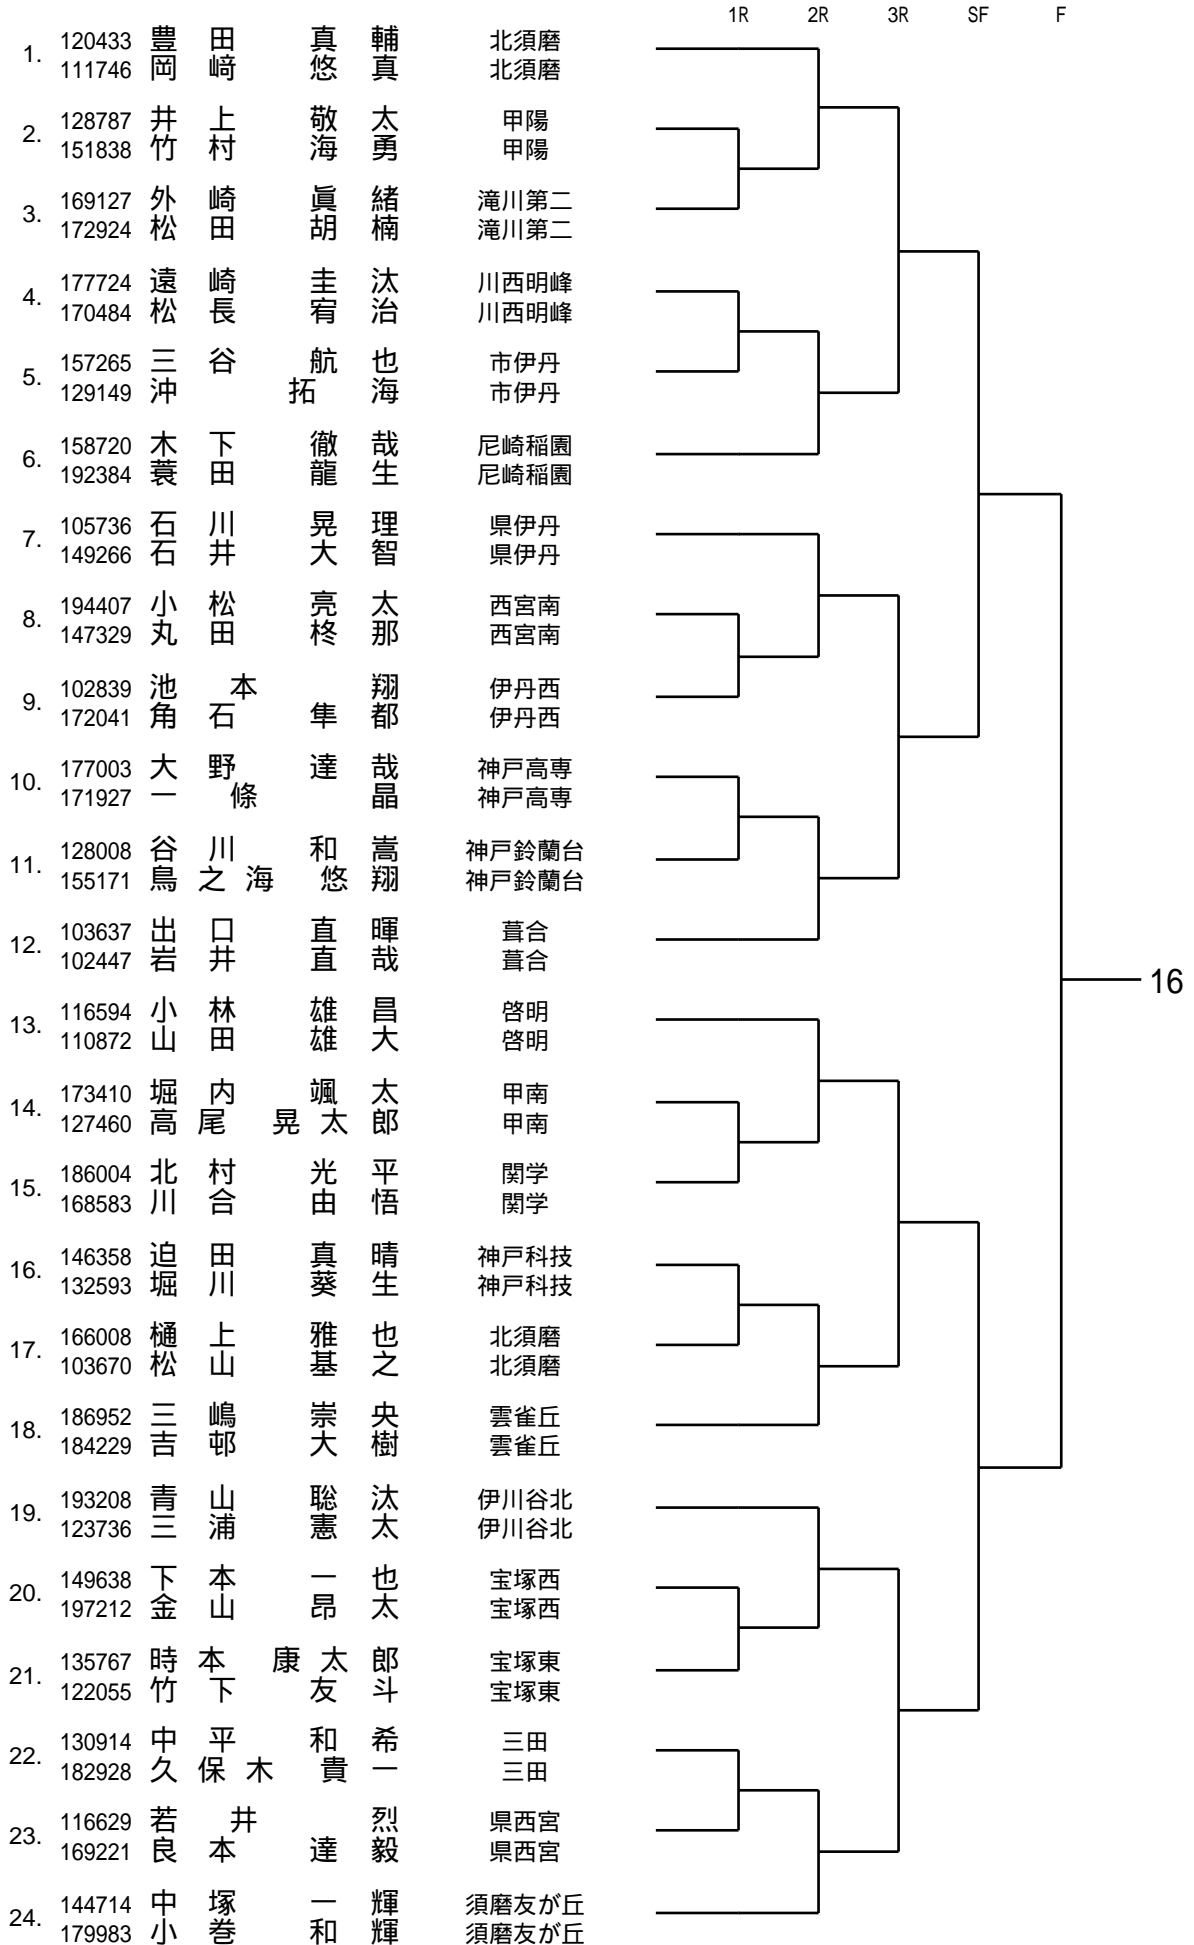 1R 2R 3R SF F
1. 120433 豊田 真輔 北須磨
111746 岡﨑 悠真 北須磨
2. 128787 井上 敬太 甲陽
151838 竹村 海勇 甲陽
3. 169127 外崎 眞緒 滝川第二
172924 松田 胡楠 滝川第二
4. 177724 遠崎 圭汰 川西明峰
170484 松長 宥治 川西明峰
5. 157265 三谷 航也 市伊丹
129149 沖 拓海 市伊丹
6. 158720 木下 徹哉 尼崎稲園
192384 蓑田 龍生 尼崎稲園
7. 105736 石川 晃理 県伊丹
149266 石井 大智 県伊丹
8. 194407 小松 亮太 西宮南
147329 丸田 柊那 西宮南
9. 102839 池本 翔 伊丹西
172041 角石 隼都 伊丹西
10. 177003 大野 達哉 神戸高専
171927 一條 晶 神戸高専
11. 128008 谷川 和嵩 神戸鈴蘭台
155171 鳥之海 悠翔 神戸鈴蘭台
12. 103637 出口 直暉 葺合
102447 岩井 直哉 葺合
16
13. 116594 小林 雄昌 啓明
110872 山田 雄大 啓明
14. 173410 堀内 颯太 甲南
127460 高尾 晃太郎 甲南
15. 186004 北村 光平 関学
168583 川合 由悟 関学
16. 146358 迫田 真晴 神戸科技
132593 堀川 葵生 神戸科技
17. 166008 樋上 雅也 北須磨
103670 松山 基之 北須磨
18. 186952 三嶋 崇央 雲雀丘
184229 吉邨 大樹 雲雀丘
19. 193208 青山 聡汰 伊川谷北
123736 三浦 憲太 伊川谷北
20. 149638 下本 一也 宝塚西
197212 金山 昂太 宝塚西
21. 135767 時本 康太郎 宝塚東
122055 竹下 友斗 宝塚東
22. 130914 中平 和希 三田
182928 久保木 貴一 三田
23. 116629 若井 烈 県西宮
169221 良本 達毅 県西宮
24. 144714 中塚 一輝 須磨友が丘
179983 小巻 和輝 須磨友が丘